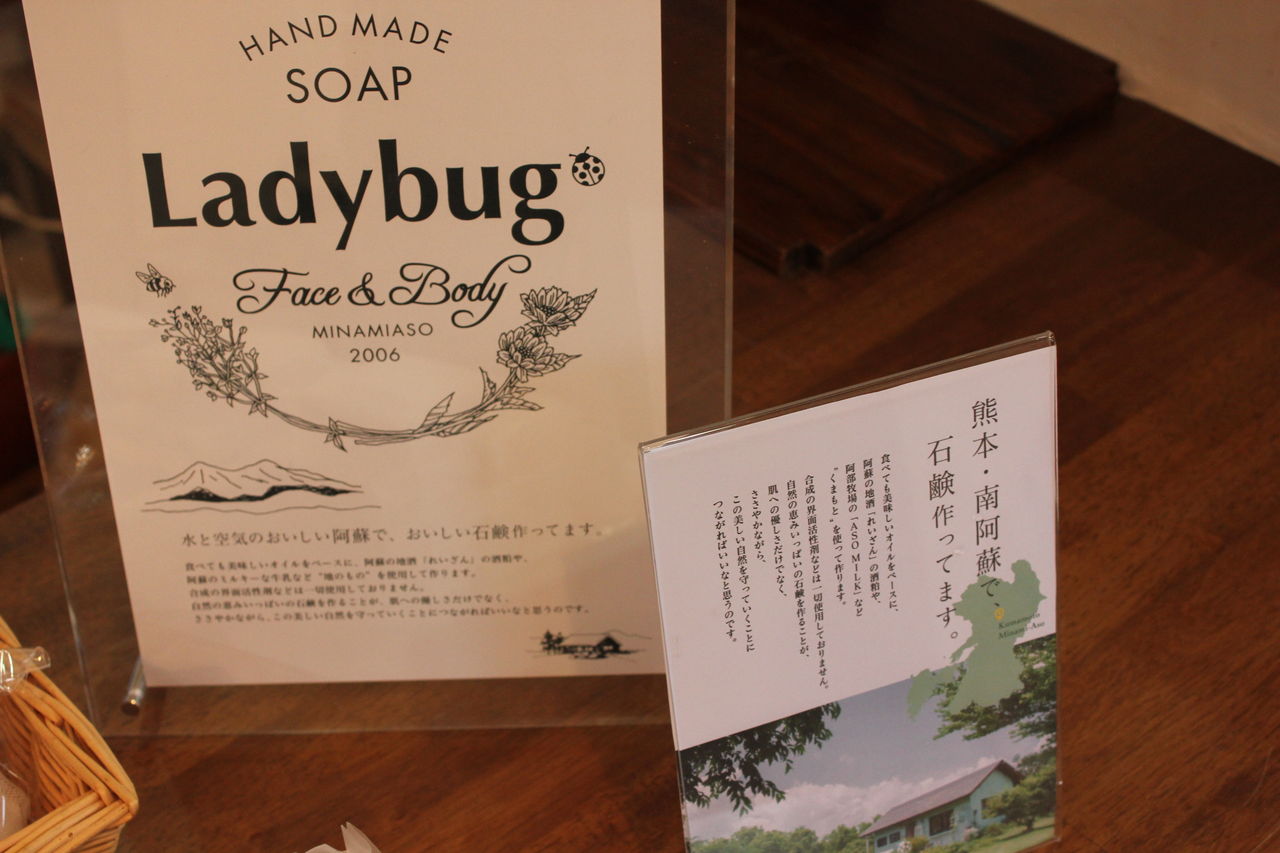 HAND MADE
SOAP
Ladybug
Face & Body
MINAMIASO
2006
水と空気のおいしい阿蘇で、おいしい石鹸作ってます。
食べても美味しいオイルをベースに、阿蘇の地酒「れいざん」の酒粕や、
阿蘇のミルキーな牛乳など“地のもの”を使用して作ります。
合成の界面活性剤などは一切使用しておりません。
自然の恵みいっぱいの石鹸を作ることが、肌への優しさだけでなく、
ささやかながら、この美しい自然を守っていくことにつながればいいなと思うのです。
熊本・南阿蘇で、
石鹸作ってます。
食べても美味しいオイルをベースに、
阿蘇の地酒「れいざん」の酒粕や、
阿部牧場の「ASO MILK」など
“くまもと”を使って作ります。
合成の界面活性剤などは一切使用しておりません。
自然の恵みいっぱいの石鹸を作ることが、
肌への優しさだけでなく、
ささやかながら、
この美しい自然を守っていくことに
つながればいいなと思うのです。
Kumamoto
Minami-Aso